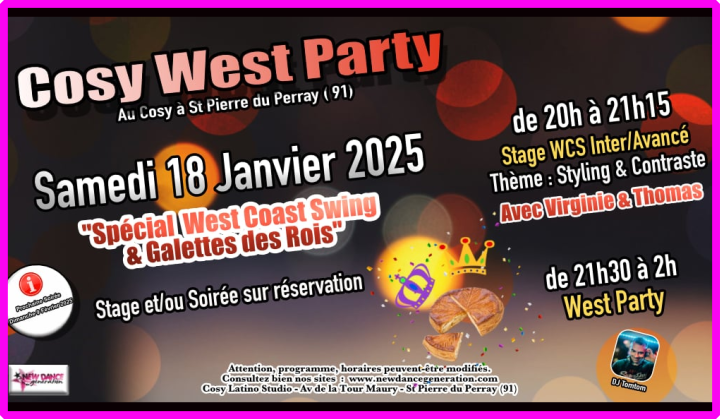 Cosy West Party
Au Cosy à St Pierre du Perray ( 91)
Samedi 18 Janvier 2025
"Spécial West Coast Swing
& Galettes des Rois"
Stage et/ou Soirée sur réservation
de 20h à 21h15
Stage WCS Inter/Avancé
Thème : Styling & Contraste
Avec Virginie & Thomas
de 21h30 à 2h
West Party
DJ Tomtom
i
Prochaine Soirée
Dimanche 9 Février 2025
NEW DANCE
génération
Attention, programme, horaires peuvent-être modifiés.
Consultez bien nos sites : www.newdancegeneration.com
Cosy Latino Studio - Av de la Tour Maury - St Pierre du Perray (91)